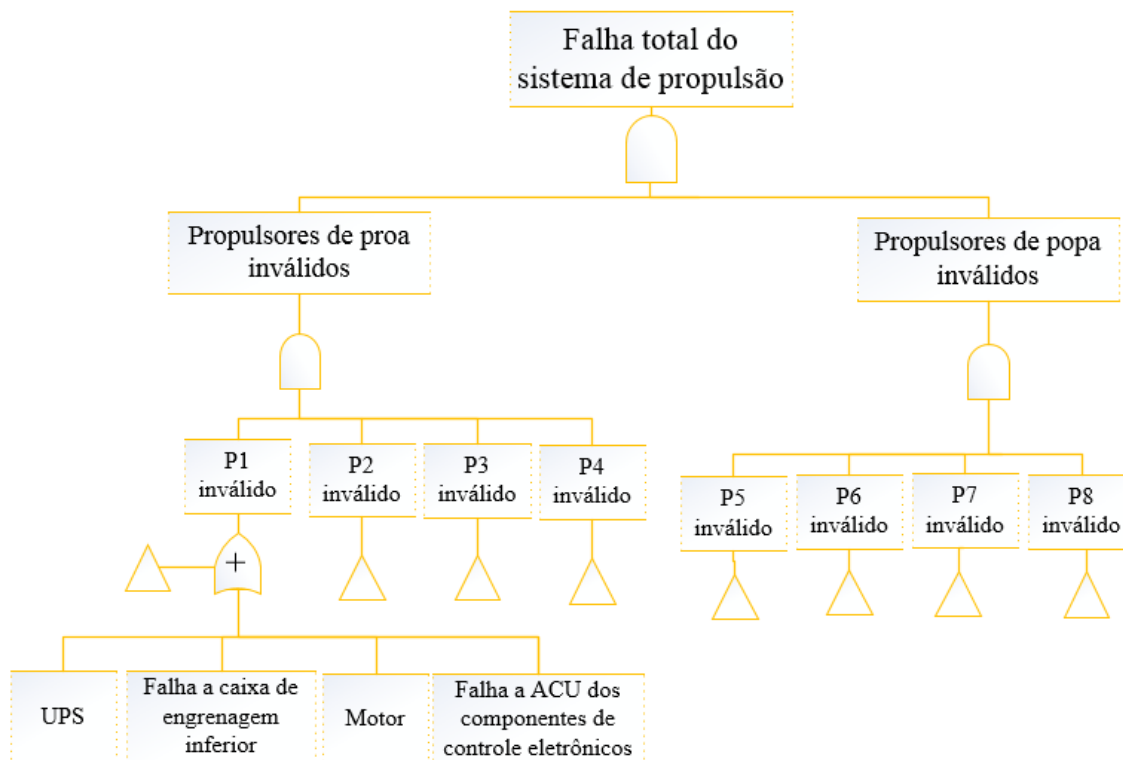 Falha total do
sistema de propulsão
Propulsores de proa
inválidos
Propulsores de popa
inválidos
P1
inválido
P2
inválido
P3
inválido
P4
inválido
P5
inválido
P6
inválido
P7
inválido
P8
inválido
+
UPS
Falha a caixa de
engrenagem
inferior
Motor
Falha a ACU dos
componentes de
controle eletrônicos